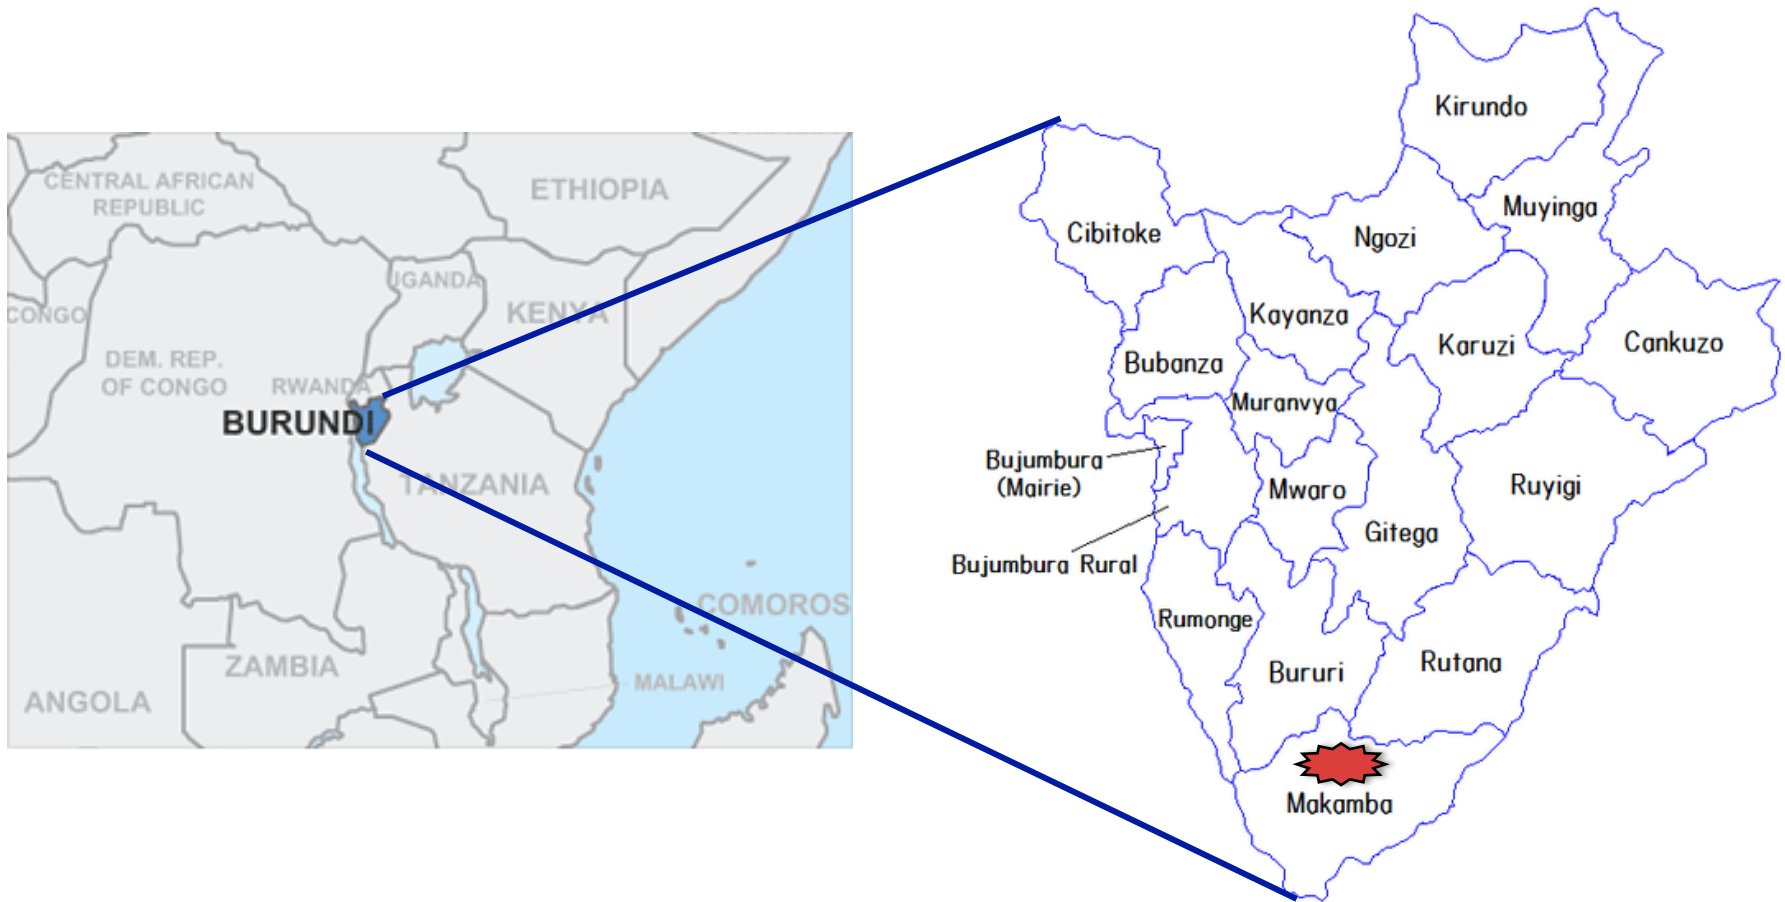 CENTRAL AFRICAN
REPUBLIC
ETHIOPIA
UGANDA
CONGO
KENYA
DEM. REP.
OF CONGO
RWANDA
BURUNDI
TANZANIA
COMOROS
ZAMBIA
MALAWI
ANGOLA
Kirundo
Muyinga
Cibitoke
Ngozi
Kayanza
Karuzi
Cankuzo
Bubanza
Muranvya
Bujumbura
(Mairie)
Mwaro
Ruyigi
Gitega
Bujumbura Rural
Rumonge
Bururi
Rutana
Makamba